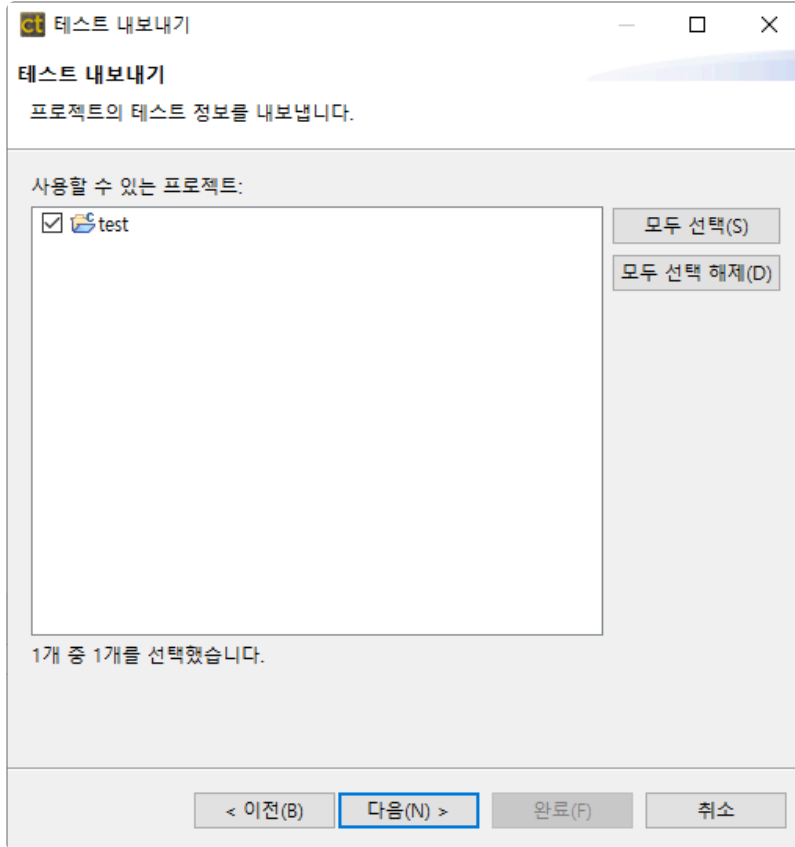 ct 테스트 내보내기
테스트 내보내기
프로젝트의 테스트 정보를 내보냅니다.
사용할 수 있는 프로젝트:
test
모두 선택(S)
모두 선택 해제(D)
1개 중 1개를 선택했습니다.
< 이전(B)
다음(N) >
완료(F)
취소